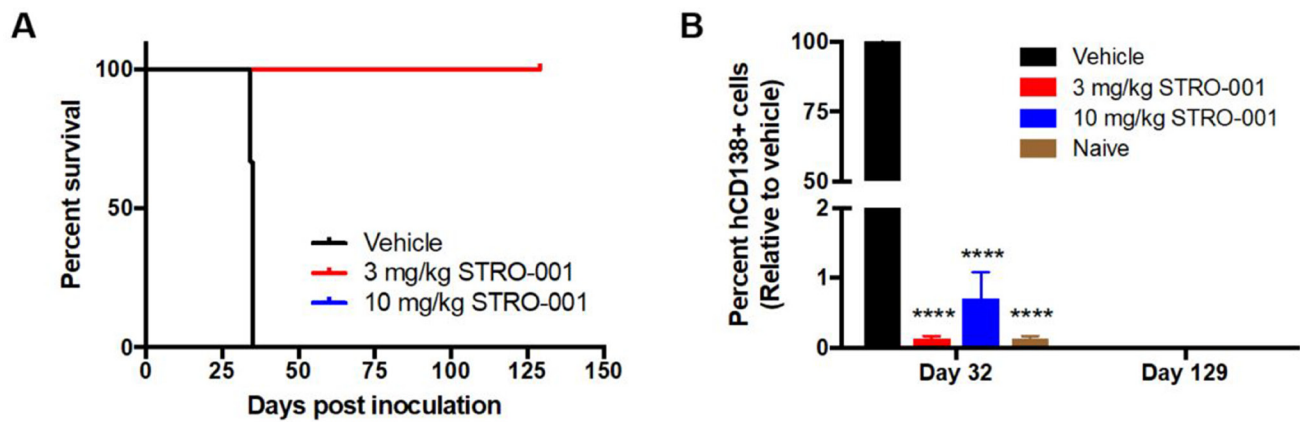 A
Percent survival
100
50
0
0 25 50 75 100 125 150
Days post inoculation
Vehicle
3 mg/kg STRO-001
10 mg/kg STRO-001
B
Percent hCD138+ cells
(Relative to vehicle)
100
75
50
2
1
0
**** **** ****
Day 32 Day 129
Vehicle
3 mg/kg STRO-001
10 mg/kg STRO-001
Naive